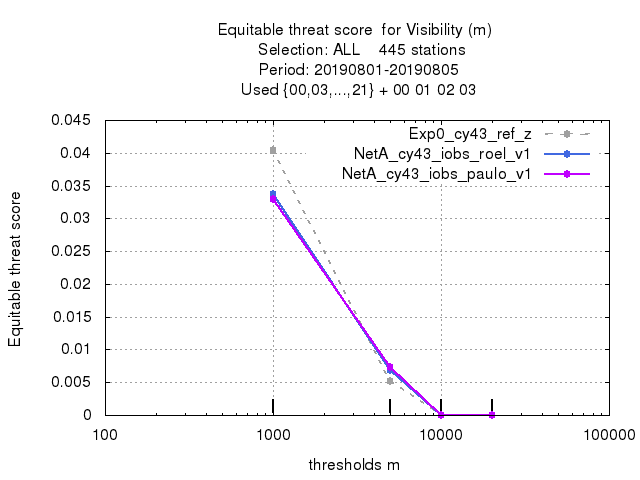 Equitable threat score  for Visibility (m)
Selection: ALL    445 stations
Period: 20190801-20190805
Used {00,03,...,21} + 00 01 02 03
Exp0_cy43_ref_z
NetA_cy43_iobs_roel_v1
NetA_cy43_iobs_paulo_v1
Equitable threat score
0.045
0.04
0.035
0.03
0.025
0.02
0.015
0.01
0.005
0
100 1000 10000 100000
thresholds m